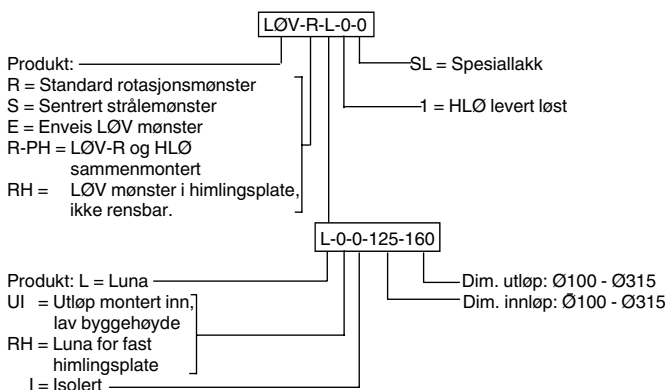 LØV-R-L-0-0
Produkt:
SL = Spesiallakk
R = Standard rotasjonsmønster
S = Sentrert strålemønster
1 = HLØ levert løst
E = Enveis LØV mønster
R-PH = LØV-R og HLØ
sammenmontert
RH = LØV mønster i himlingsplate,
ikke rensbar.
L-0-0-125-160
Produkt: L = Luna
Dim. utløp: Ø100 - Ø315
UI = Utløp montert inn,
Dim. innløp: Ø100 - Ø315
lav byggehøyde
RH = Luna for fast
himlingsplate
I = Isolert